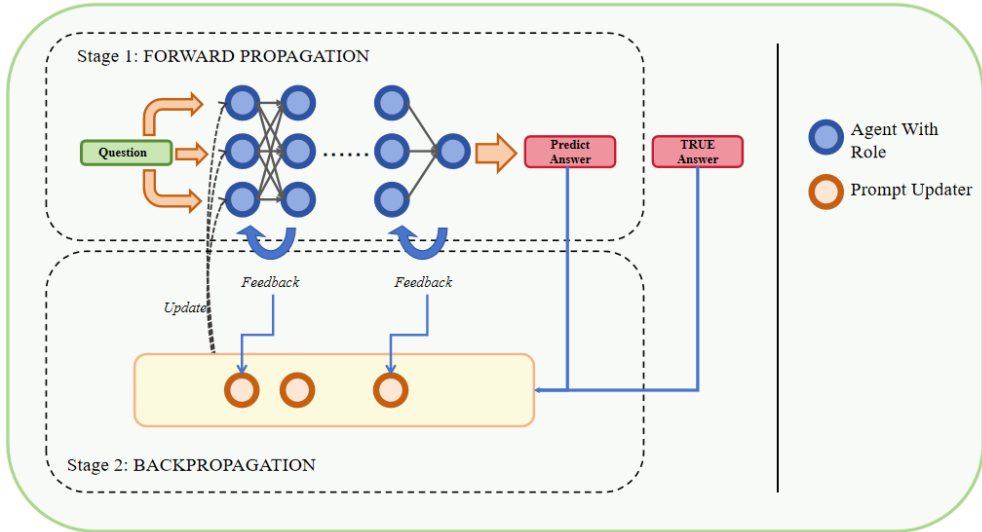 Stage 1: FORWARD PROPAGATION
Question
......
Predict
Answer
TRUE
Answer
Agent With
Role
Prompt Updater
Feedback
Feedback
Update
Stage 2: BACKPROPAGATION